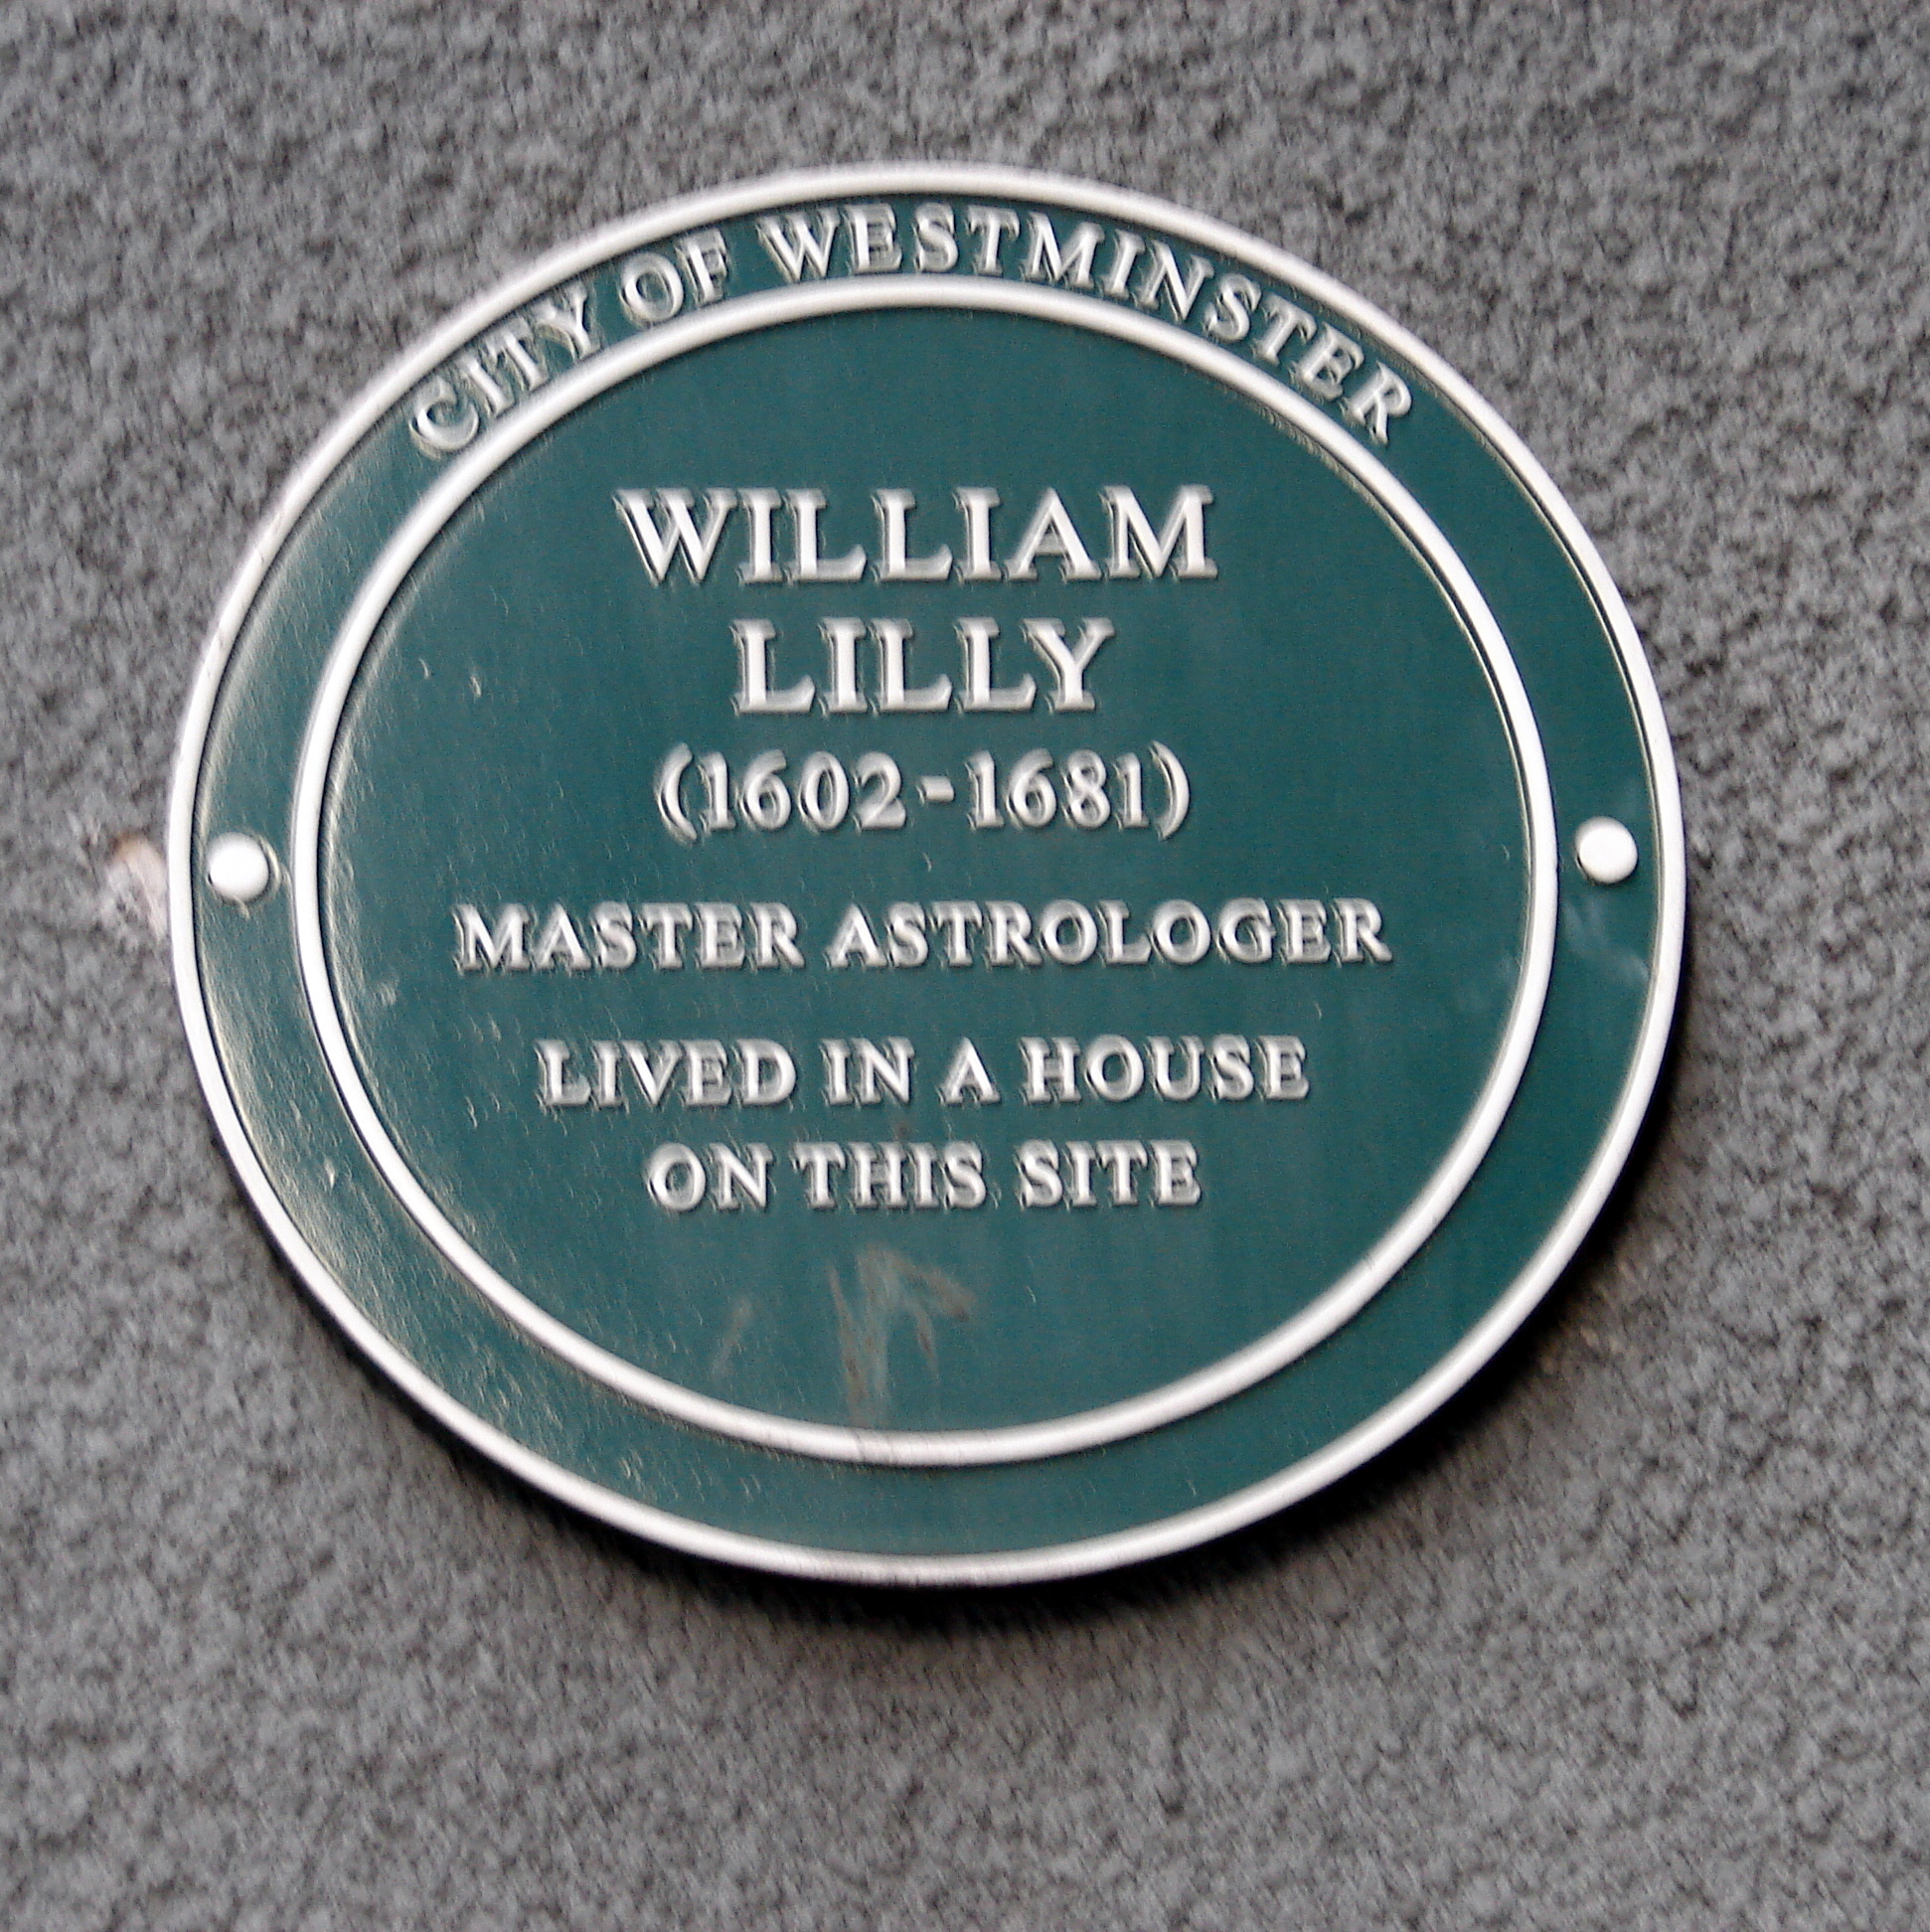 CITY OF WESTMINSTER
WILLIAM
LILLY
(1602-1681)
MASTER ASTROLOGER
LIVED IN A HOUSE
ON THIS SITE